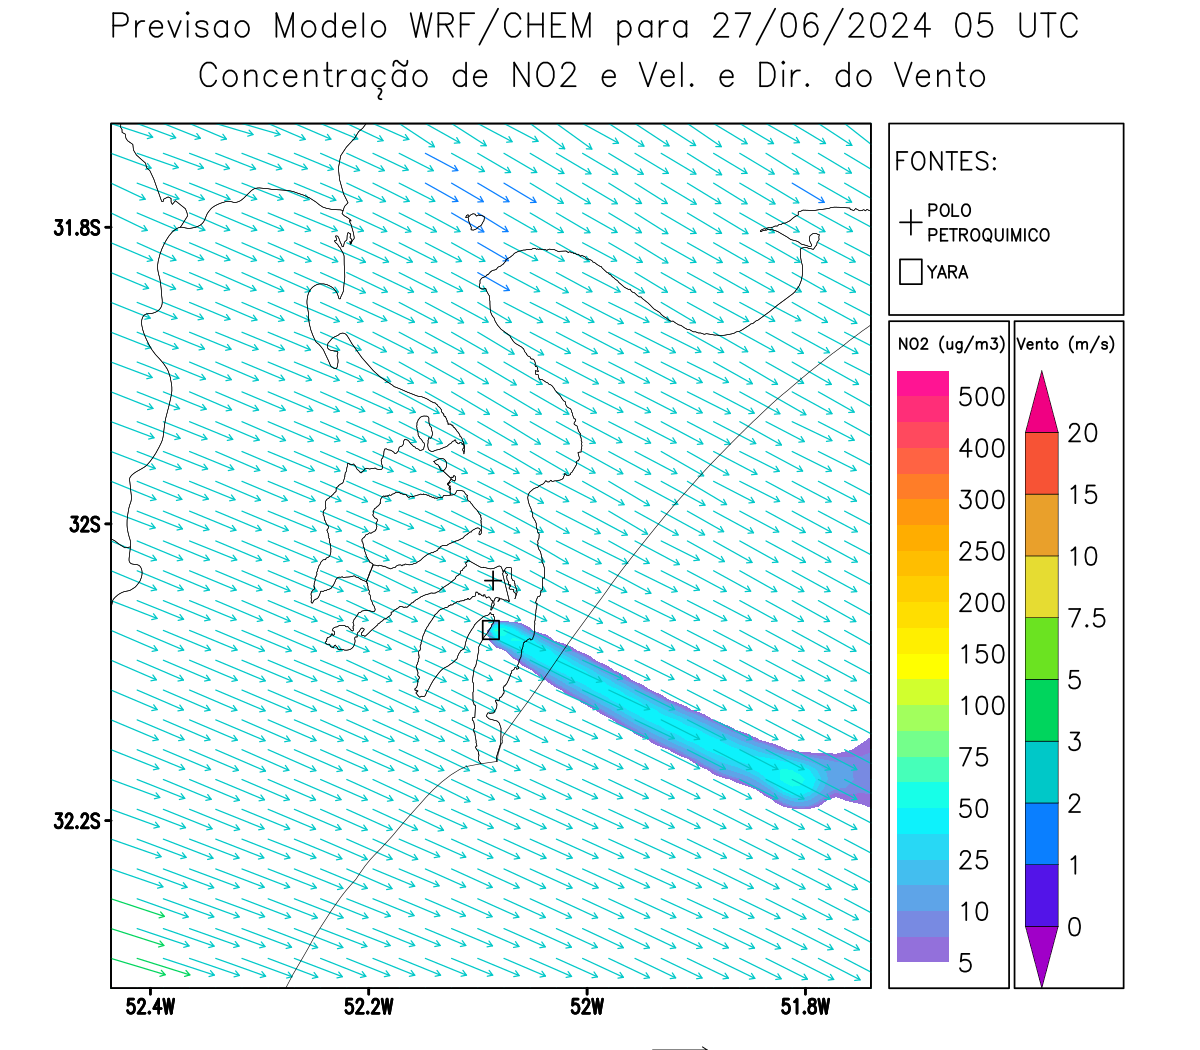 Previsao Modelo WRF/CHEM para 27/06/2024 05 UTC
Concentração de NO2 e Vel. e Dir. do Vento
FONTES:
POLO
PETROQUIMICO
YARA
31.8S
32S
32.2S
52.4W
52.2W
52W
51.8W
NO2 (ug/m3)
500
400
300
250
200
150
100
75
50
25
10
5
Vento (m/s)
20
15
10
7.5
5
3
2
1
0